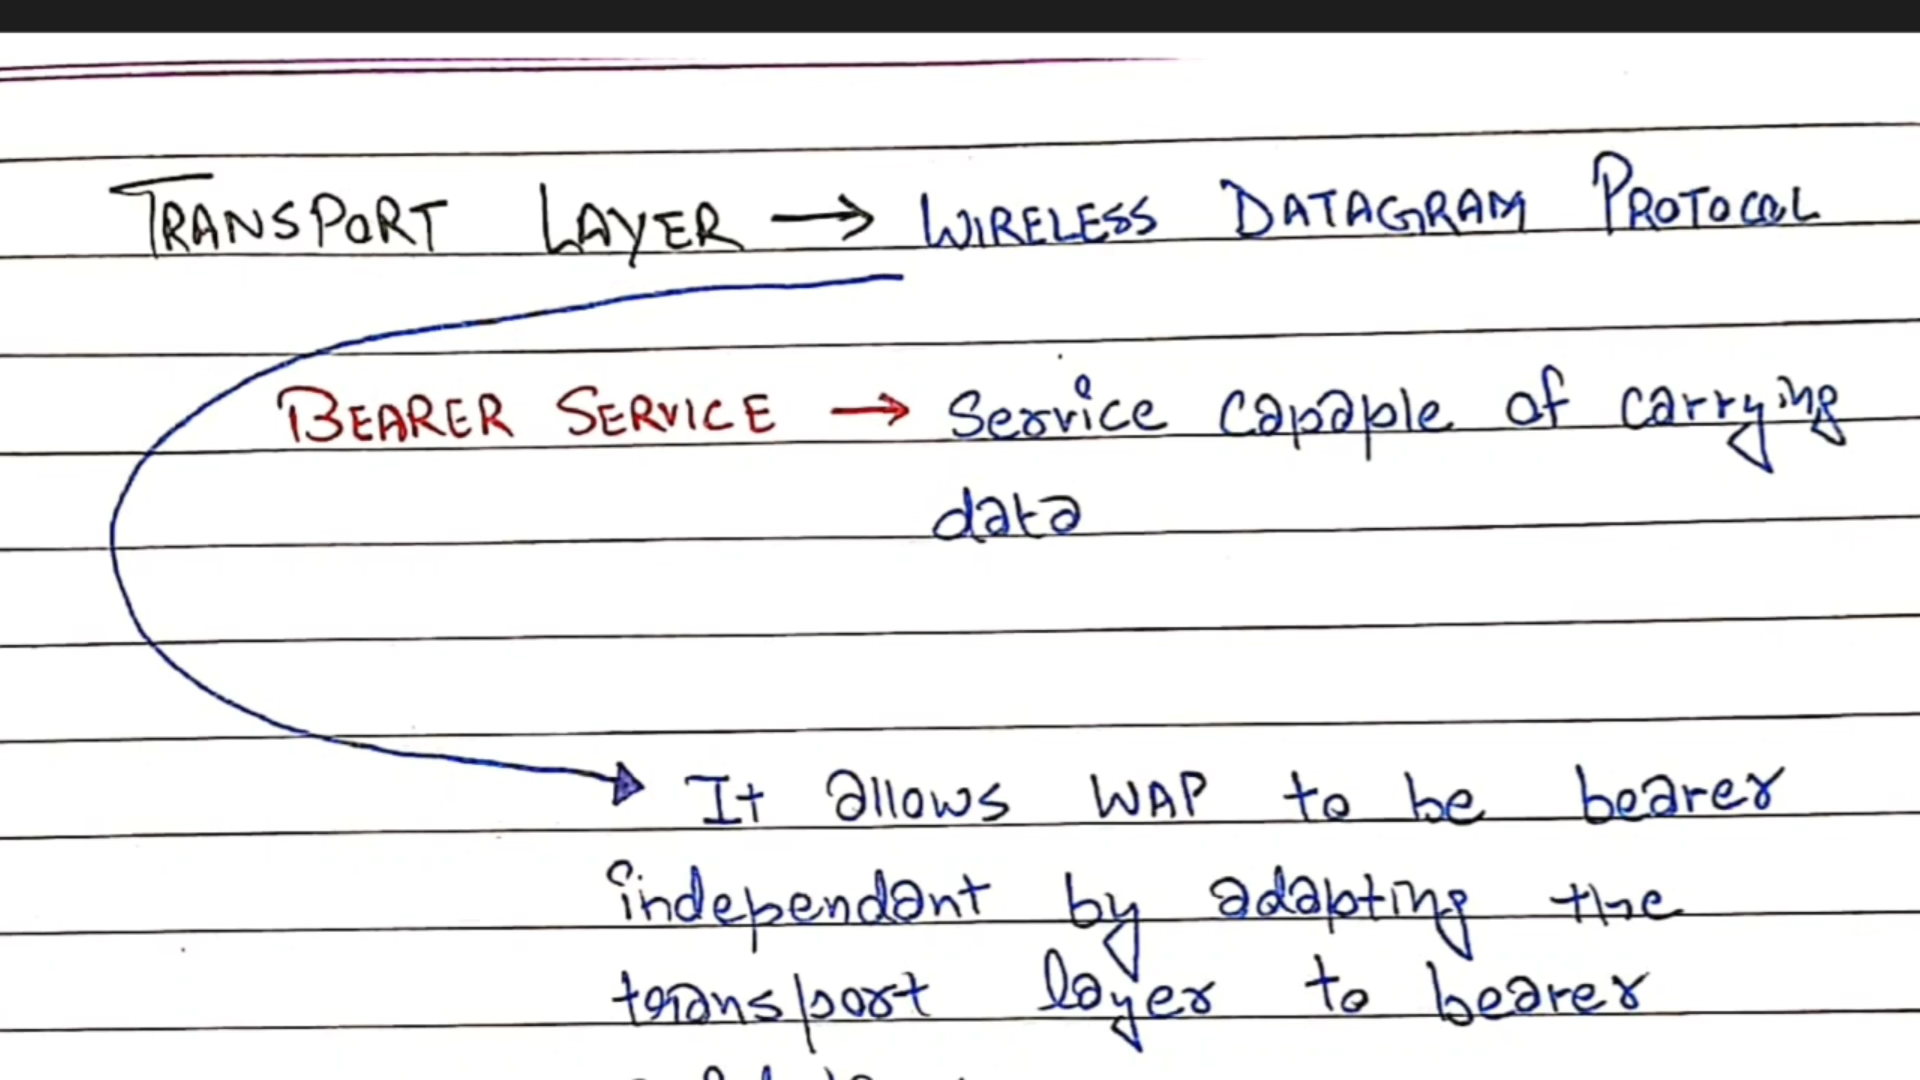 TRANSPORT LAYER → WIRELESS DATAGRAM PROTOCOL
BEARER SERVICE → Service capaple of carrying
data
It allows WAP to be bearer
independant by adapting the
transport layer to bearer